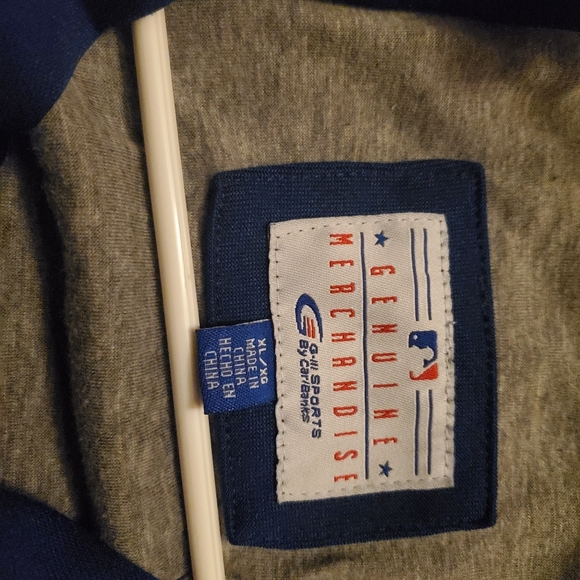 ★ GENUINE ★
MERCHANDISE
G-III SPORTS
By Carl Banks
XL/XG
MADE IN
CHINA
HECHO EN
CHINA